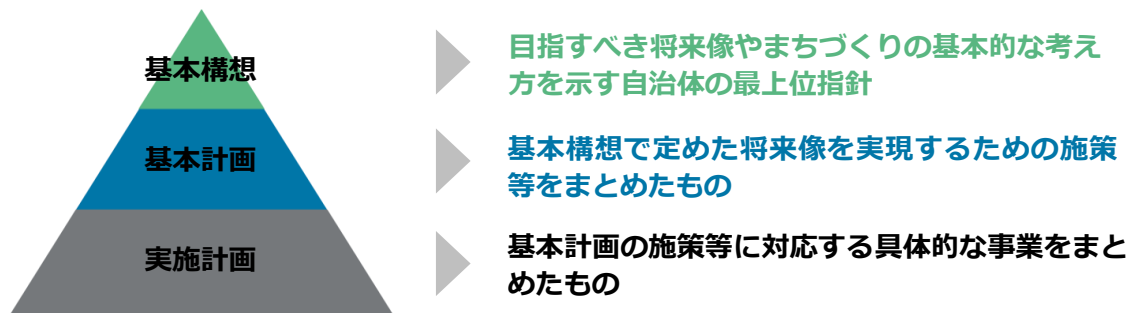 基本構想
目指すべき将来像やまちづくりの基本的な考え
方を示す自治体の最上位指針
基本計画
基本構想で定めた将来像を実現するための施策
等をまとめたもの
実施計画
基本計画の施策等に対応する具体的な事業をまと
めたもの